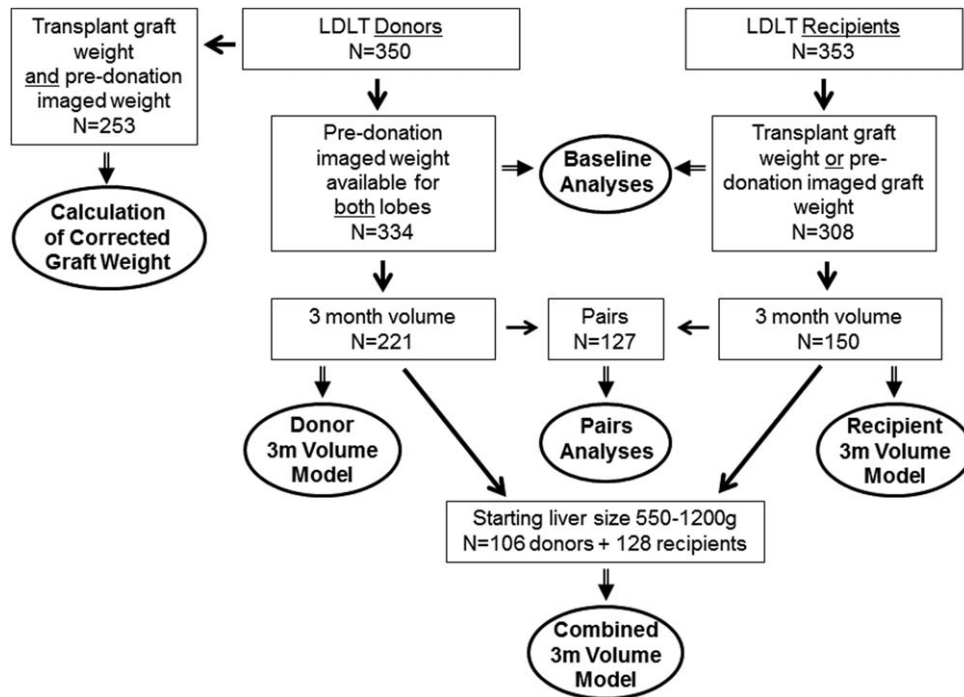 Transplant graft
weight
and pre-donation
imaged weight
N=253
LDLT Donors
N=350
LDLT Recipients
N=353
Pre-donation
imaged weight
available for
both lobes
N=334
Baseline
Analyses
Transplant graft
weight or pre-
donation imaged graft
weight
N=308
Calculation
of Corrected
Graft Weight
3 month volume
N=221
Pairs
N=127
3 month volume
N=150
Donor
3m Volume
Model
Pairs
Analyses
Recipient
3m Volume
Model
Starting liver size 550-1200g
N=106 donors + 128 recipients
Combined
3m Volume
Model